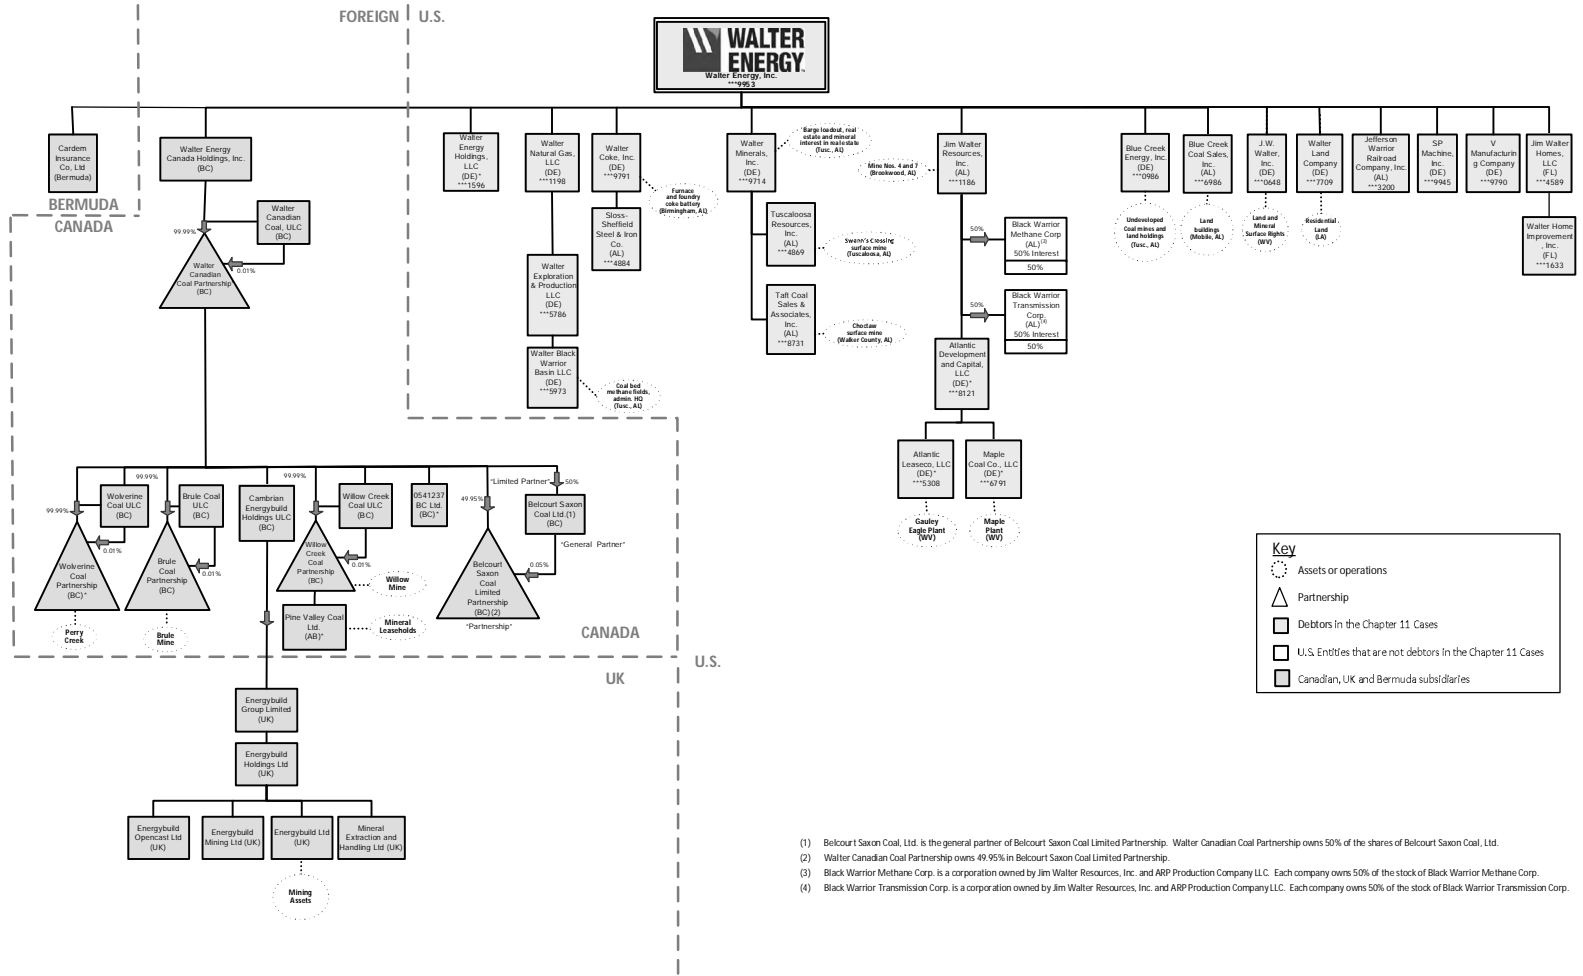 FOREIGN
U.S.
WALTER
ENERGY
Walter Energy, Inc.
***9953
Cardem
Insurance
Co, Ltd
(Bermuda)
BERMUDA
CANADA
Walter Energy
Canada Holdings, Inc.
(BC)
Walter
Canadian
Coal, ULC
(BC)
99.99%
0.01%
Walter
Canadian
Coal Partnership
(BC)
Walter
Energy
Holdings,
LLC
(DE)*
***1596
Walter
Natural Gas,
LLC
(DE)
***1198
Walter
Coke, Inc.
(DE)
***9791
Furnace
and foundry
coke battery
(Birmingham, AL)
Sloss-
Sheffield
Steel & Iron
Co.
(AL)
***4884
Walter
Exploration
& Production
LLC
(DE)
***5786
Walter Black
Warrior
Basin LLC
(DE)
***5973
Coal bed
methane fields,
admin. HQ
(Tusc., AL)
Walter
Minerals,
Inc.
(DE)
***9714
Barge loadout, real
estate and mineral
interest in real estate
(Tusc., AL)
Tuscaloosa
Resources,
Inc.
(AL)
***4869
Swann's Crossing
surface mine
(Tuscaloosa, AL)
Taft Coal
Sales &
Associates,
Inc.
(AL)
***8731
Choctaw
surface mine
(Walker County, AL)
Mine Nos. 4 and 7
(Brookwood, AL)
Jim Walter
Resources,
Inc.
(AL)
***1186
50%
Black Warrior
Methane Corp
(AL)(3)
50% Interest
50%
50%
Black Warrior
Transmission
Corp.
(AL)(4)
50% Interest
50%
Atlantic
Development
and Capital,
LLC
(DE)*
***8121
Atlantic
Leaseco, LLC
(DE)*
***5308
Maple
Coal Co., LLC
(DE)*
***6791
Gauley
Eagle Plant
(WV)
Maple
Plant
(WV)
Blue Creek
Energy, Inc.
(DE)
***0986
Undeveloped
Coal mines and
land holdings
(Tusc., AL)
Blue Creek
Coal Sales,
Inc.
(AL)
***6986
Land
buildings
(Mobile, AL)
J.W.
Walter, Inc.
(DE)
***0648
Land and
Mineral
Surface Rights
(WV)
Walter
Land
Company
(DE)
***7709
Residential
Land
(LA)
Jefferson
Warrior
Railroad
Company, Inc.
(AL)
***3200
SP
Machine,
Inc.
(DE)
***9945
V
Manufacturin
g Company
(DE)
***9790
Jim Walter
Homes,
LLC
(FL)
***4589
Walter Home
Improvement
, Inc.
(FL)
***1633
99.99%
Wolverine
Coal ULC
(BC)
99.99%
0.01%
Wolverine
Coal
Partnership
(BC)*
Perry
Creek
Brule Coal
ULC
(BC)
0.01%
Brule
Coal
Partnership
(BC)
Brule
Mine
Cambrian
Energybuild
Holdings ULC
(BC)
99.99%
Willow Creek
Coal ULC
(BC)
0.01%
Willow
Creek
Coal
Partnership
(BC)
Willow
Mine
Pine Valley Coal
Ltd.
(AB)*
Mineral
Leaseholds
0541237
BC Ltd.
(BC)*
"Limited Partner"
50%
49.95%
Belcourt Saxon
Coal Ltd.(1)
(BC)
"General Partner"
0.05%
Belcourt
Saxon
Coal
Limited
Partnership
(BC)(2)
"Partnership"
CANADA
U.S.
UK
Energybuild
Group Limited
(UK)
Energybuild
Holdings Ltd
(UK)
Energybuild
Opencast Ltd
(UK)
Energybuild
Mining Ltd (UK)
Energybuild Ltd
(UK)
Mineral
Extraction and
Handling Ltd (UK)
Mining
Assets
Key
Assets or operations
Partnership
Debtors in the Chapter 11 Cases
U.S. Entities that are not debtors in the Chapter 11 Cases
Canadian, UK and Bermuda subsidiaries
(1) Belcourt Saxon Coal, Ltd. is the general partner of Belcourt Saxon Coal Limited Partnership. Walter Canadian Coal Partnership owns 50% of the shares of Belcourt Saxon Coal, Ltd.
(2) Walter Canadian Coal Partnership owns 49.95% in Belcourt Saxon Coal Limited Partnership.
(3) Black Warrior Methane Corp. is a corporation owned by Jim Walter Resources, Inc. and ARP Production Company LLC. Each company owns 50% of the stock of Black Warrior Methane Corp.
(4) Black Warrior Transmission Corp. is a corporation owned by Jim Walter Resources, Inc. and ARP Production Company LLC. Each company owns 50% of the stock of Black Warrior Transmission Corp.